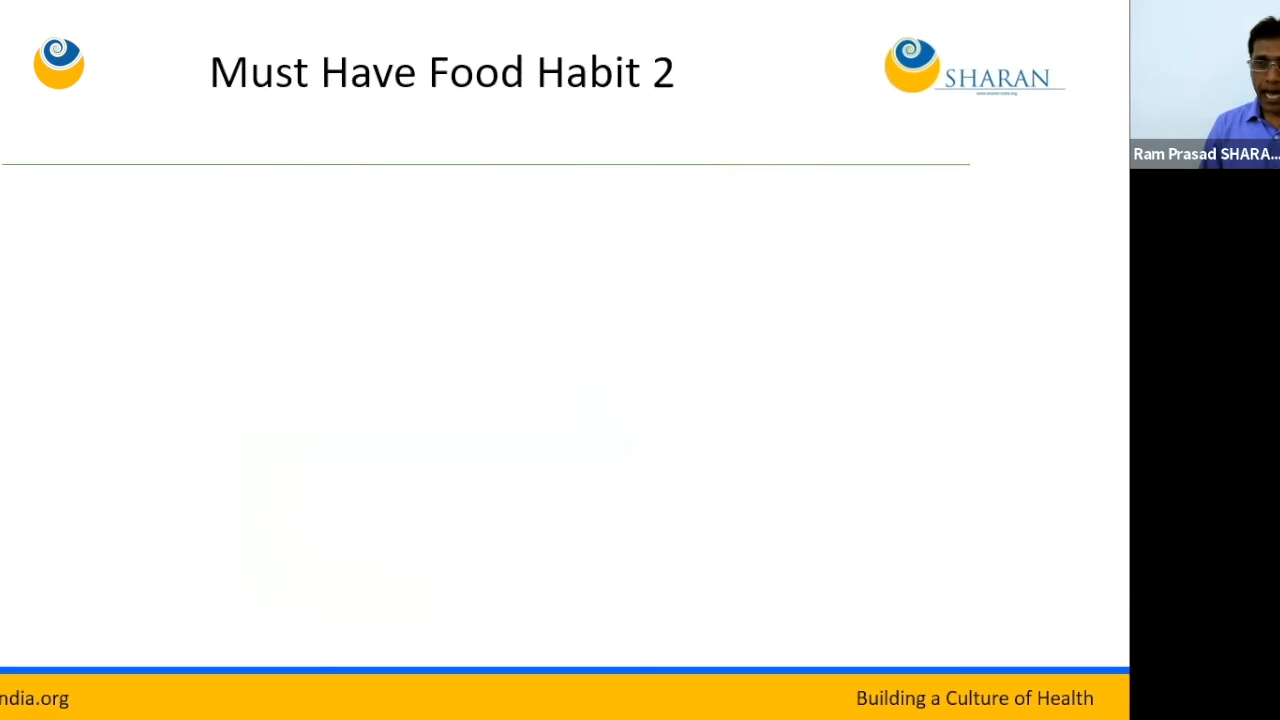 Must Have Food Habit 2
SHARAN
Ram Prasad SHARA...
ndia.org
Building a Culture of Health